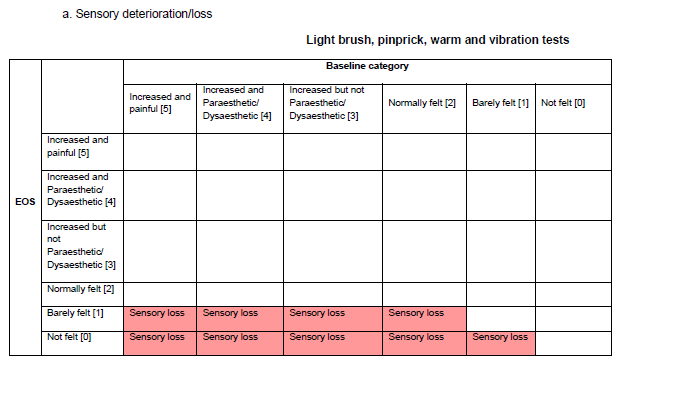 a. Sensory deterioration/loss
Light brush, pinprick, warm and vibration tests
Baseline category
Increased and
painful [5]
Increased and
Paraesthetic/
Dysaesthetic [4]
Increased but not
Paraesthetic/
Dysaesthetic [3]
Normally felt [2]
Barely felt [1]
Not felt [0]
EOS
Increased and
painful [5]
Increased and
Paraesthetic/
Dysaesthetic [4]
Increased but
not
Paraesthetic/
Dysaesthetic [3]
Normally felt [2]
Barely felt [1]
Sensory loss
Sensory loss
Sensory loss
Sensory loss
Not felt [0]
Sensory loss
Sensory loss
Sensory loss
Sensory loss
Sensory loss